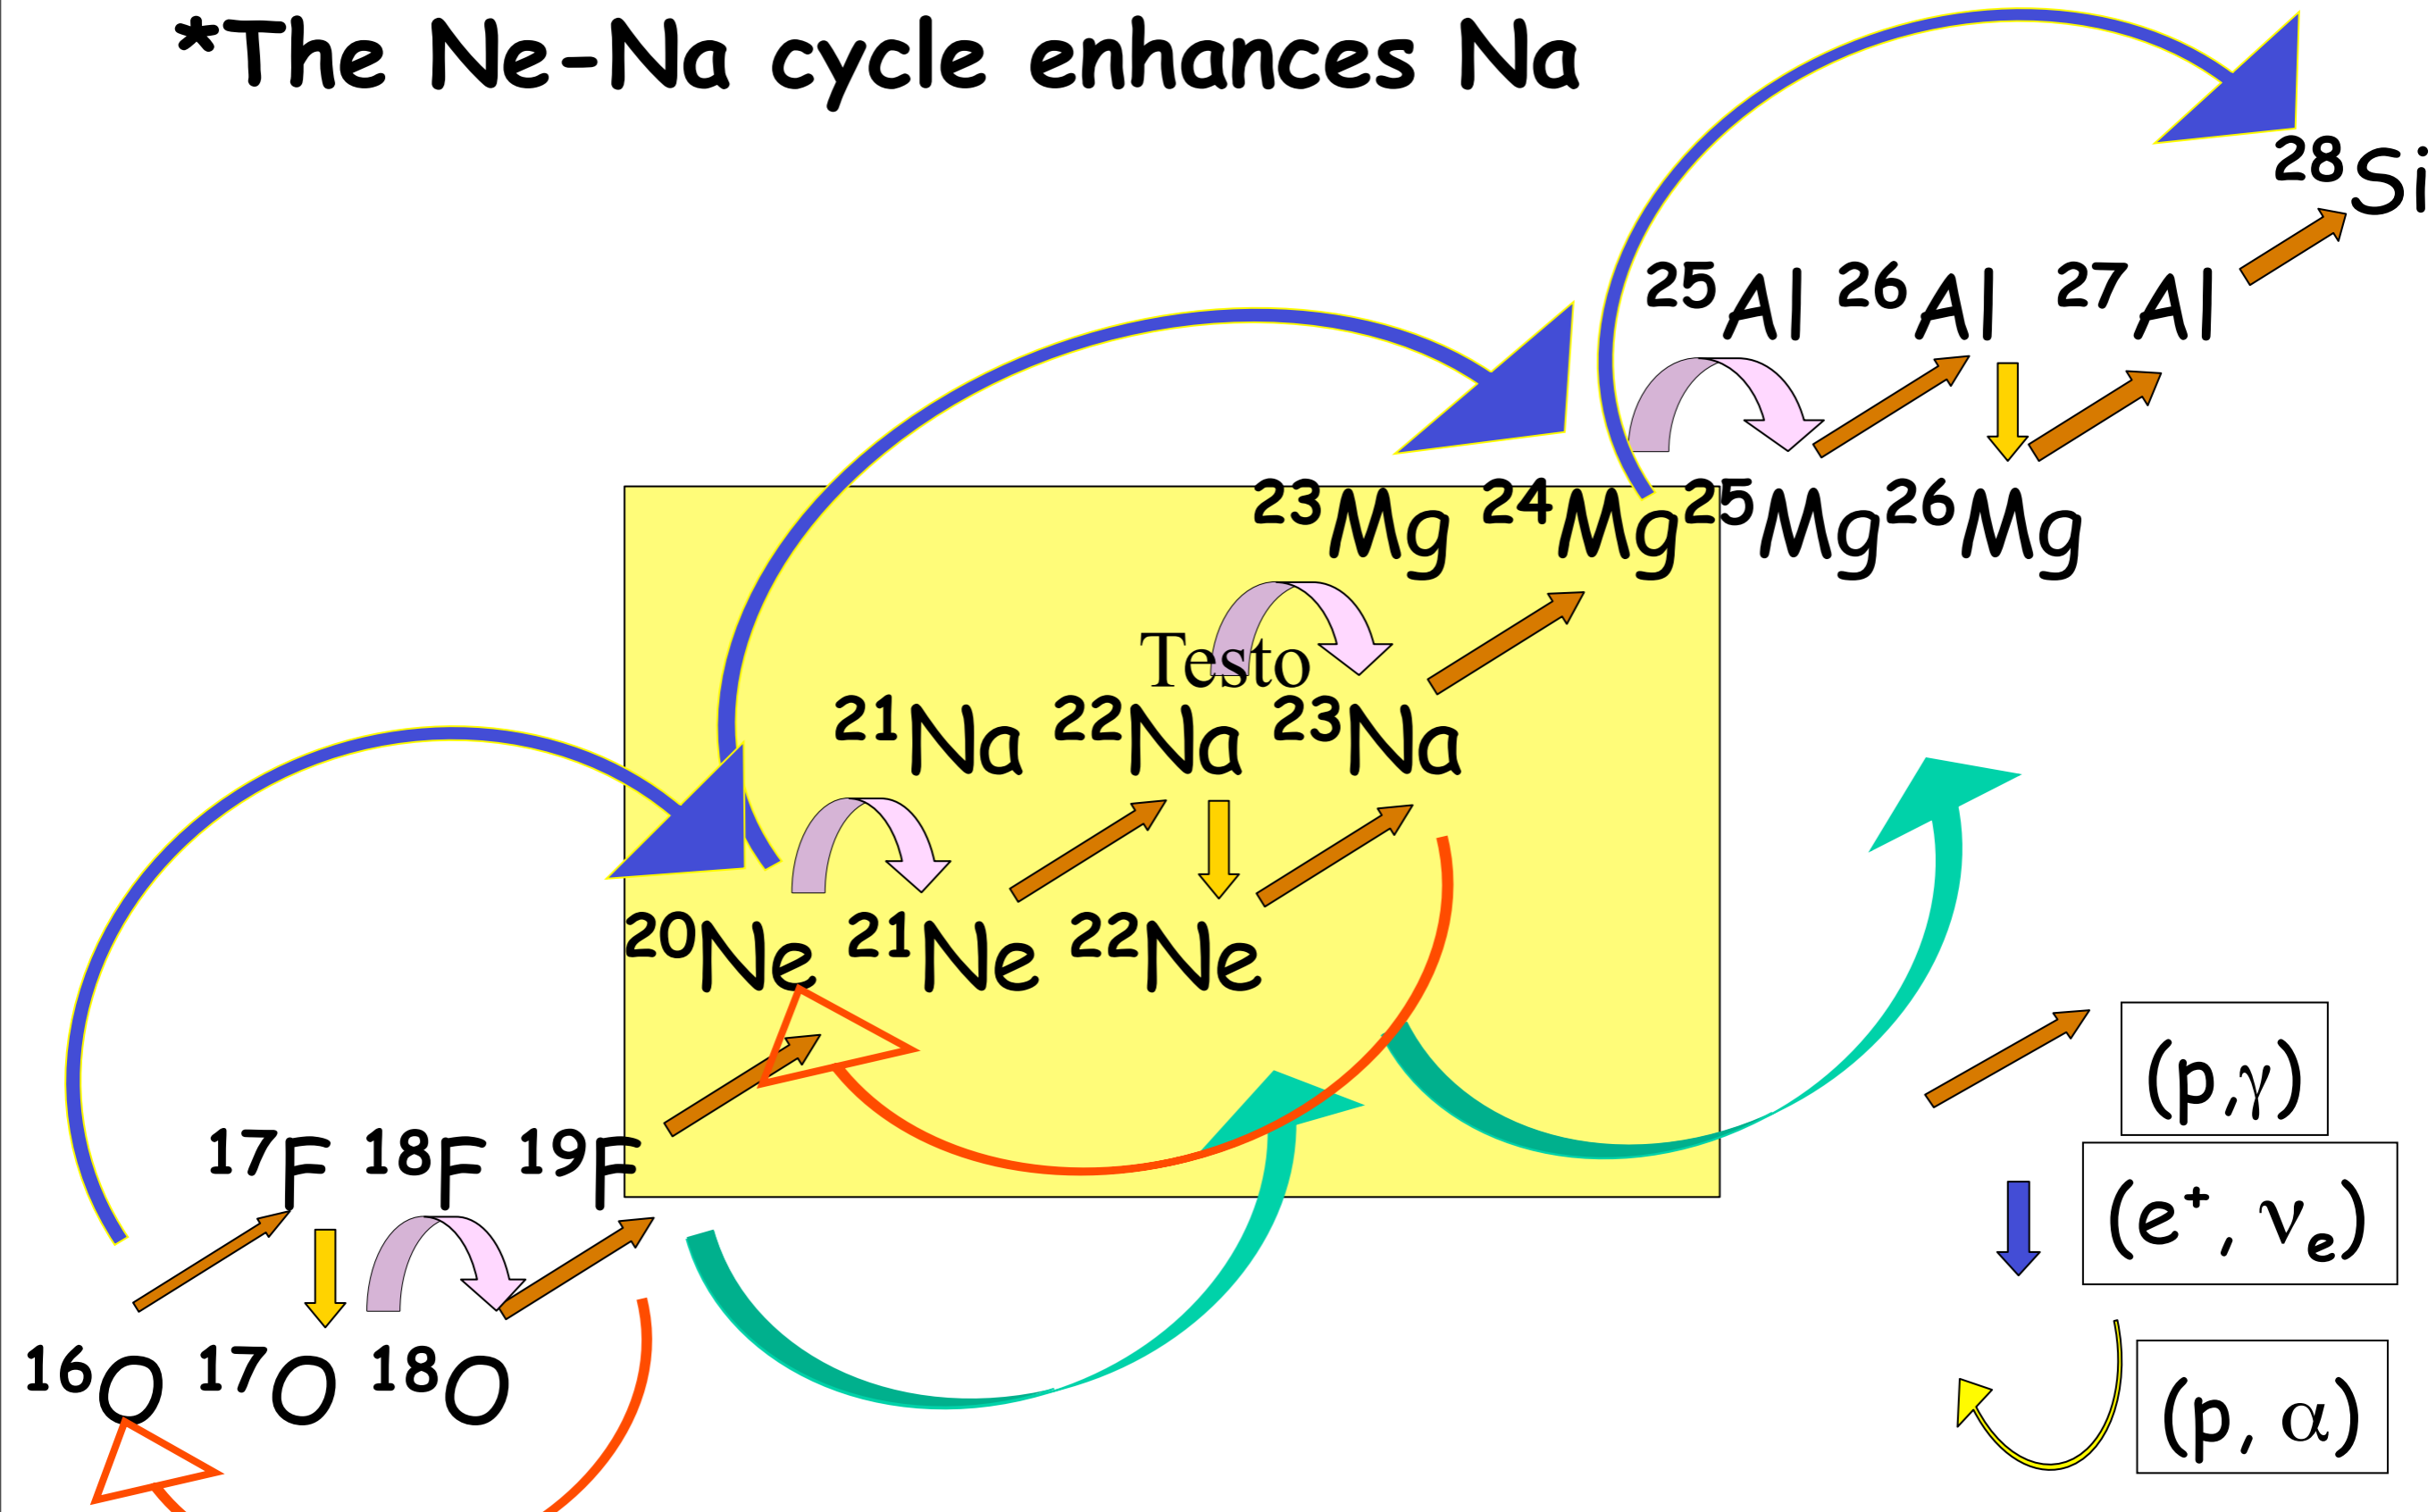 *The Ne-Na cycle enhances Na
²⁸Si
²⁵Al ²⁶Al ²⁷Al
²³Mg ²⁴Mg ²⁵Mg ²⁶Mg
Testo
²¹Na ²²Na ²³Na
²⁰Ne ²¹Ne ²²Ne
(p,γ)
¹⁷F ¹⁸F ¹⁹F
(e⁺, νₑ)
¹⁶O ¹⁷O ¹⁸O
(p, α)